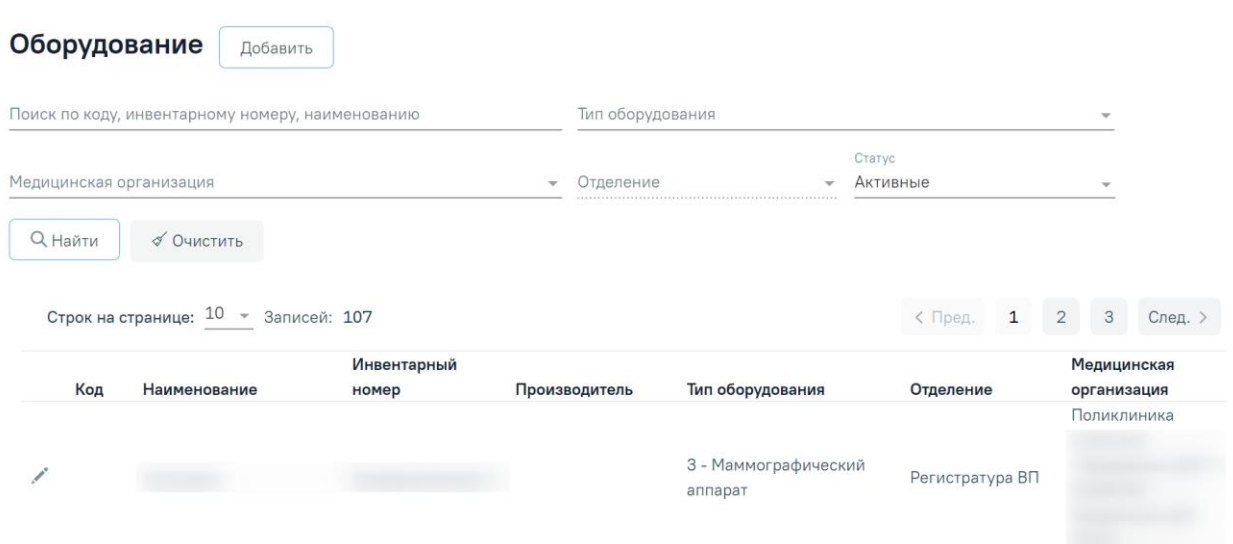 Оборудование Добавить
Поиск по коду, инвентарному номеру, наименованию Тип оборудования
Статус
Медицинская организация Отделение Активные
Найти Очистить
Строк на странице: 10 Записей: 107 Пред. 1 2 3 След.
Инвентарный Медицинская
Код Наименование номер Производитель Тип оборудования Отделение организация
Поликлиника
3 - Маммографический
аппарат
Регистратура ВП